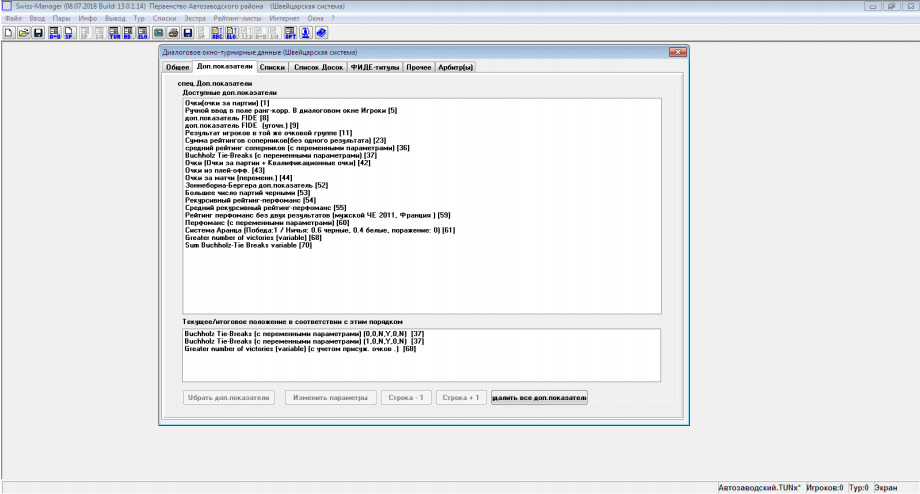 Swiss-Manager (08.07.2018 Build: 13.0.1.14) Первенство Автозаводского района (Швейцарская система)
Файл Ввод Пары Инфо Вывод Тур Списки Экстра Рейтинг-листы Интернет Окна ?
Диалоговое окно-турнирные данные (Швейцарская система)
Общее Доп.показатели Списки Список Досок ФИДЕ-титулы Прочее Арбитр(ы)
спец.Доп.показатели
Доступные доп.показатели
Очки(очки за партии) [1]
Ручной ввод в поле ранг-корр. В диалоговом окне Игроки [5]
доп.показатель FIDE [8]
доп.показатель FIDE (уточн.) [9]
Результат игроков в той же очковой группе [11]
Сумма рейтингов соперников(без одного результата) [23]
средний рейтинг соперников (с переменными параметрами) [36]
Buchholz Tie-Breaks (с переменными параметрами) [37]
Очки (Очки за партии + Квалификационные очки) [42]
Очки из плей-офф. [43]
Очки за матчи (переменн.) [44]
Зоннеборна-Бергера доп.показатель [52]
Большее число партий черными [53]
Рекурсивный рейтинг-перфоманс [54]
Средний рекурсивный рейтинг-перфоманс [55]
Рейтинг перфоманс без двух результатов (мужской ЧЕ 2011, Франция ) [59]
Перфоманс (с переменными параметрами) [60]
Система Аранца (Победа:1 / Ничья: 0.6 черные, 0.4 белые, поражение: 0) [61]
Greater number of victories (variable) [68]
Sum Buchholz-Tie Breaks variable [70]
Текущее/итоговое положение в соответствии с этим порядком
Buchholz Tie-Breaks (с переменными параметрами) (0,0,N,Y,0,N) [37]
Buchholz Tie-Breaks (с переменными параметрами) (1,0,N,Y,0,N) [37]
Greater number of victories (variable) (с учетом присуж. очков .) [68]
Убрать доп.показатели Изменить параметры Строка - 1 Строка + 1 удалить все доп.показатели
Автозаводский.TUNx* Игроков:0 Тур:0 Экран